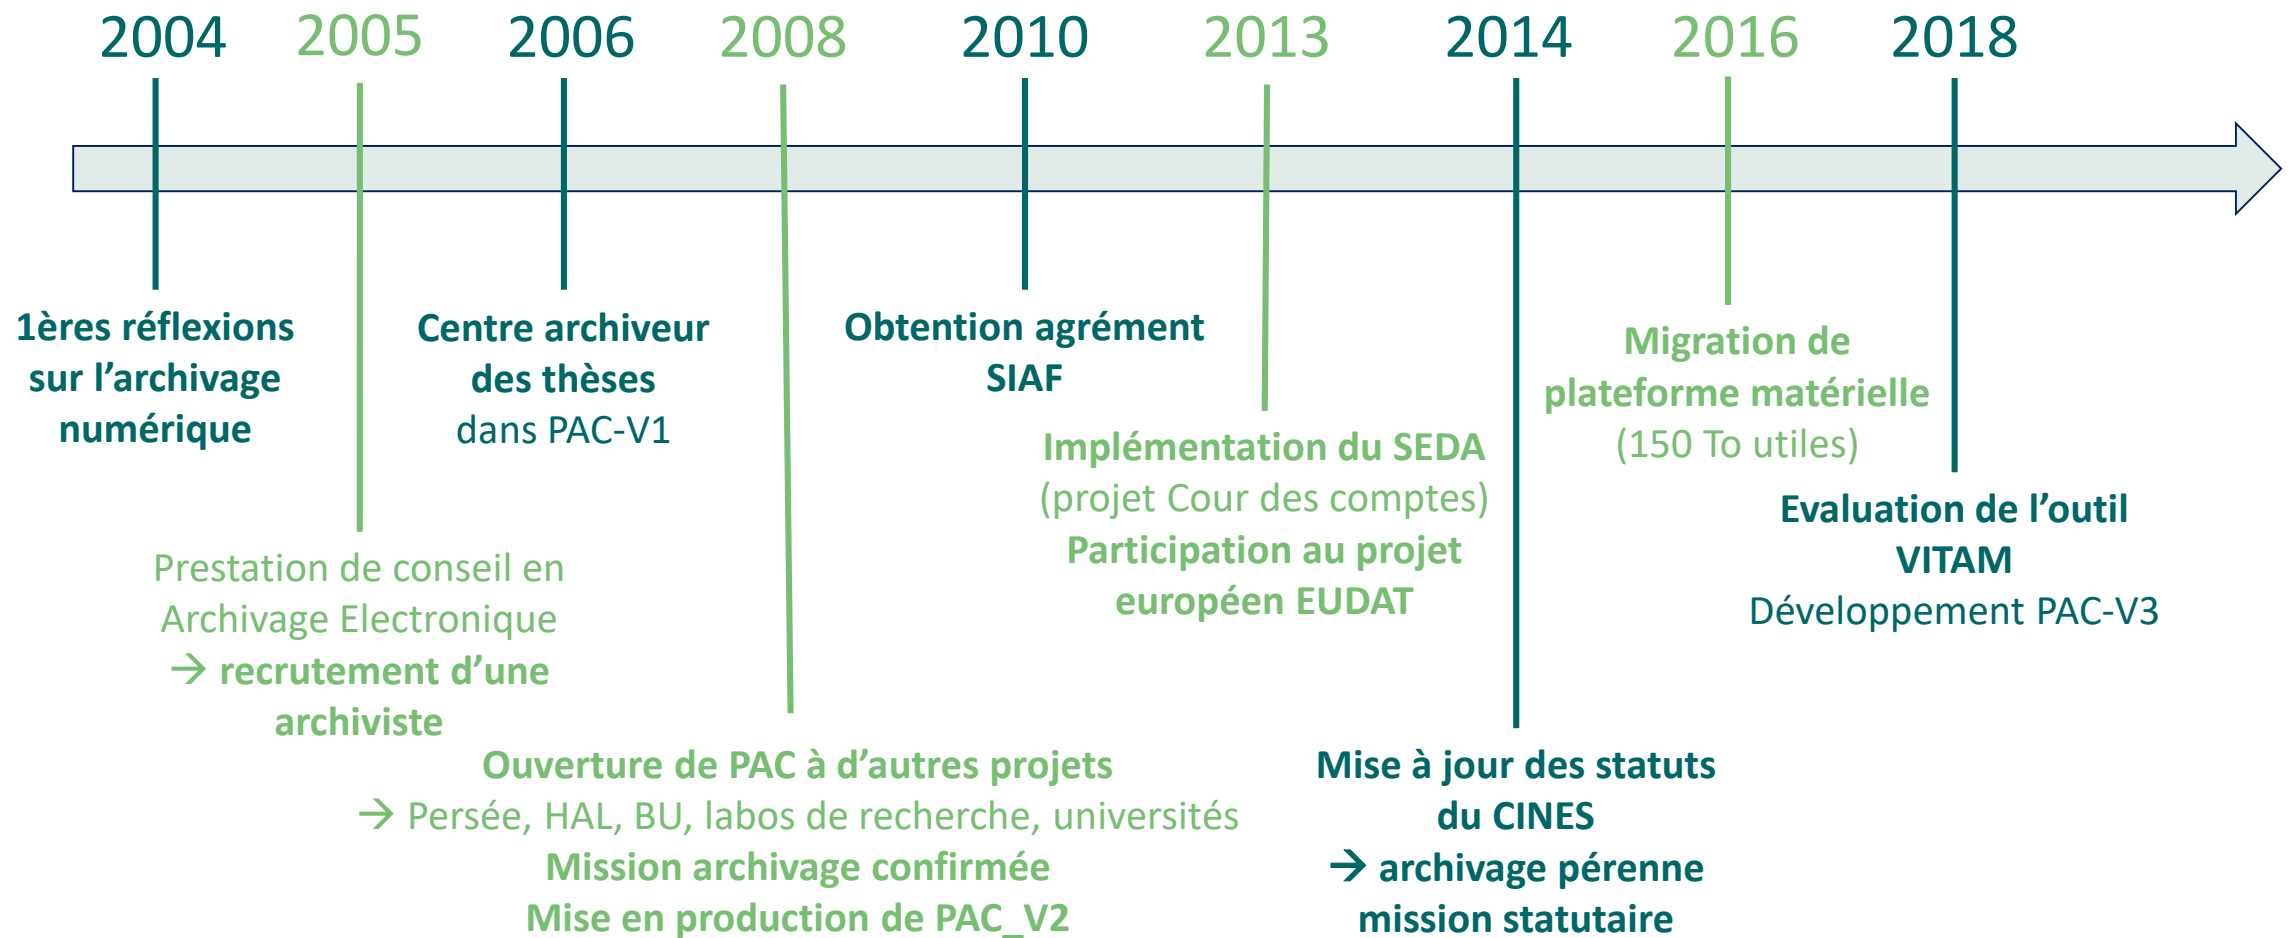 2004
2005
2006
2008
2010
2013
2014
2016
2018
1ères réflexions
sur l’archivage
numérique
Prestation de conseil en
Archivage Electronique
→ recrutement d’une
archiviste
Centre archiveur
des thèses
dans PAC-V1
Ouverture de PAC à d'autres projets
→ Persée, HAL, BU, labos de recherche, universités
Mission archivage confirmée
Mise en production de PAC_V2
Obtention agrément
SIAF
Implémentation du SEDA
(projet Cour des comptes)
Participation au projet
européen EUDAT
Mise à jour des statuts
du CINES
→ archivage pérenne
mission statutaire
Migration de
plateforme matérielle
(150 To utiles)
Evaluation de l’outil
VITAM
Développement PAC-V3